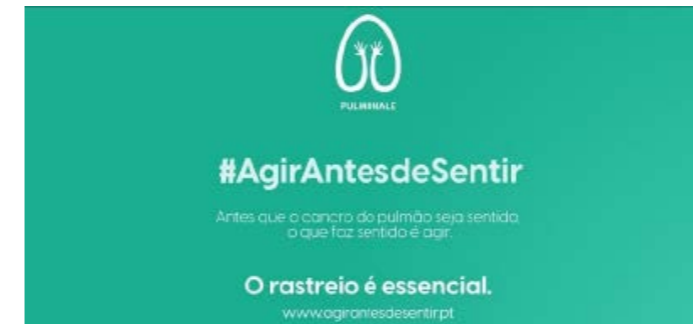 PULMONALE
#AgirAntesdeSentir
Antes que o cancro do pulmão seja sentido,
o que faz sentido é agir.
O rastreio é essencial.
www.agirantesdesentir.pt